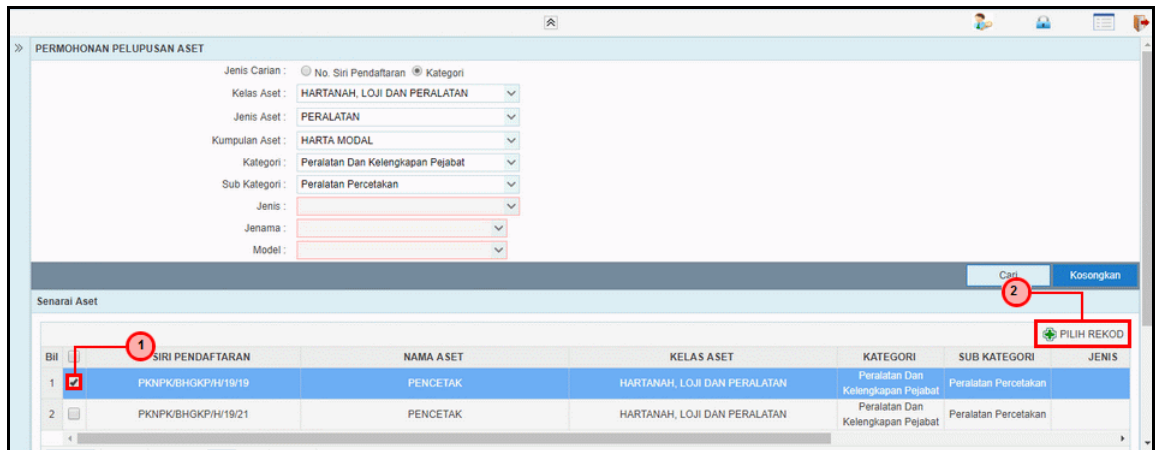 PERMOHONAN PELUPUSAN ASET
Jenis Carian : No. Siri Pendaftaran Kategori
Kelas Aset : HARTANAH, LOJI DAN PERALATAN
Jenis Aset : PERALATAN
Kumpulan Aset : HARTA MODAL
Kategori : Peralatan Dan Kelengkapan Pejabat
Sub Kategori : Peralatan Percetakan
Jenis :
Jenama :
Model :
Cari Kosongkan
2
Senarai Aset
PILIH REKOD
1
Bil SIRI PENDAFTARAN NAMA ASET KELAS ASET KATEGORI SUB KATEGORI JENIS
1 PKNPK/BHGKP/H/19/19 PENCETAK HARTANAH, LOJI DAN PERALATAN Peralatan Dan Kelengkapan Pejabat Peralatan Percetakan
2 PKNPK/BHGKP/H/19/21 PENCETAK HARTANAH, LOJI DAN PERALATAN Peralatan Dan Kelengkapan Pejabat Peralatan Percetakan